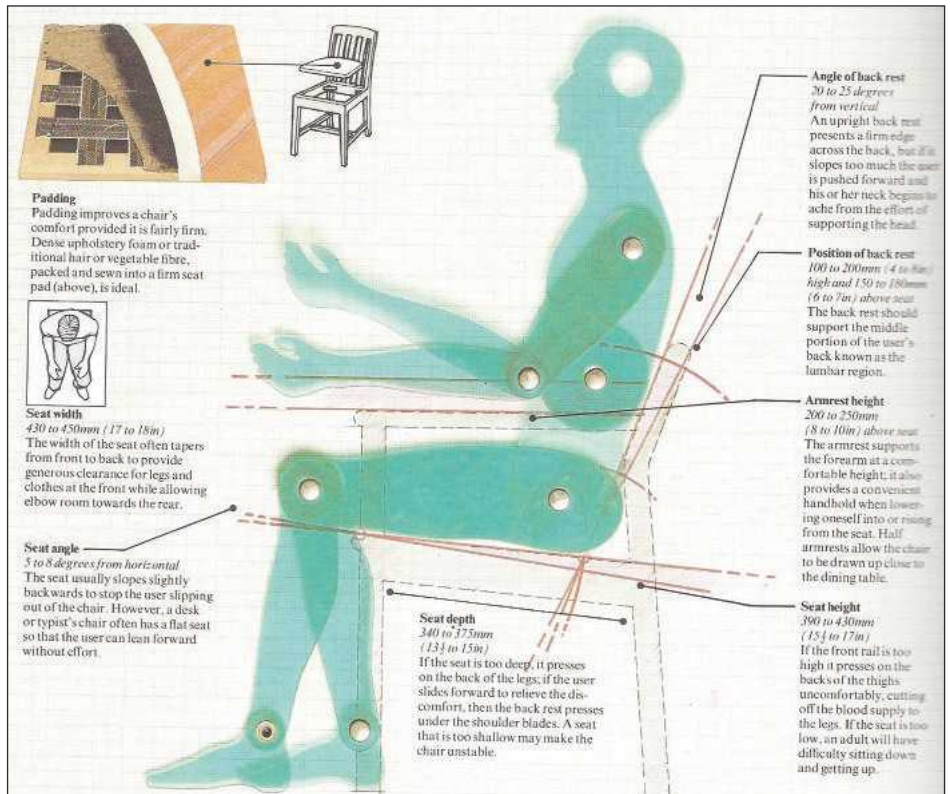 Padding
Padding improves a chair's
comfort provided it is fairly firm.
Dense upholstery foam or trad-
itional hair or vegetable fibre,
packed and sewn into a firm seat
pad (above), is ideal.
Seat width
430 to 450mm (17 to 18in)
The width of the seat often tapers
from front to back to provide
generous clearance for legs and
clothes at the front while allowing
elbow room towards the rear.
Seat angle
5 to 8 degrees from horizontal
The seat usually slopes slightly
backwards to stop the user slipping
out of the chair. However, a desk
or typist's chair often has a flat seat
so that the user can lean forward
without effort.
Seat depth
340 to 375mm
(13½ to 15in)
If the seat is too deep, it presses
on the back of the legs; if the user
slides forward to relieve the dis-
comfort, then the back rest presses
under the shoulder blades. A seat
that is too shallow may make the
chair unstable.
Angle of back rest
20 to 25 degrees
from vertical
An upright back rest
presents a firm edge
across the back, but if it
slopes too much the user
is pushed forward and
his or her neck begins to
ache from the effort of
supporting the head.
Position of back rest
100 to 200mm (4 to 8in)
high and 150 to 180mm
(6 to 7in) above seat
The back rest should
support the middle
portion of the user's
back known as the
lumbar region.
Armrest height
200 to 250mm
(8 to 10in) above seat
The armrest supports
the forearm at a com-
fortable height; it also
provides a convenient
handhold when lower-
ing oneself into or rising
from the seat. Half
armrests allow the chair
to be drawn up close to
the dining table.
Seat height
390 to 430mm
(15½ to 17in)
If the front rail is too
high it presses on the
backs of the thighs
uncomfortably, cutting
off the blood supply to
the legs. If the seat is too
low, an adult will have
difficulty sitting down
and getting up.